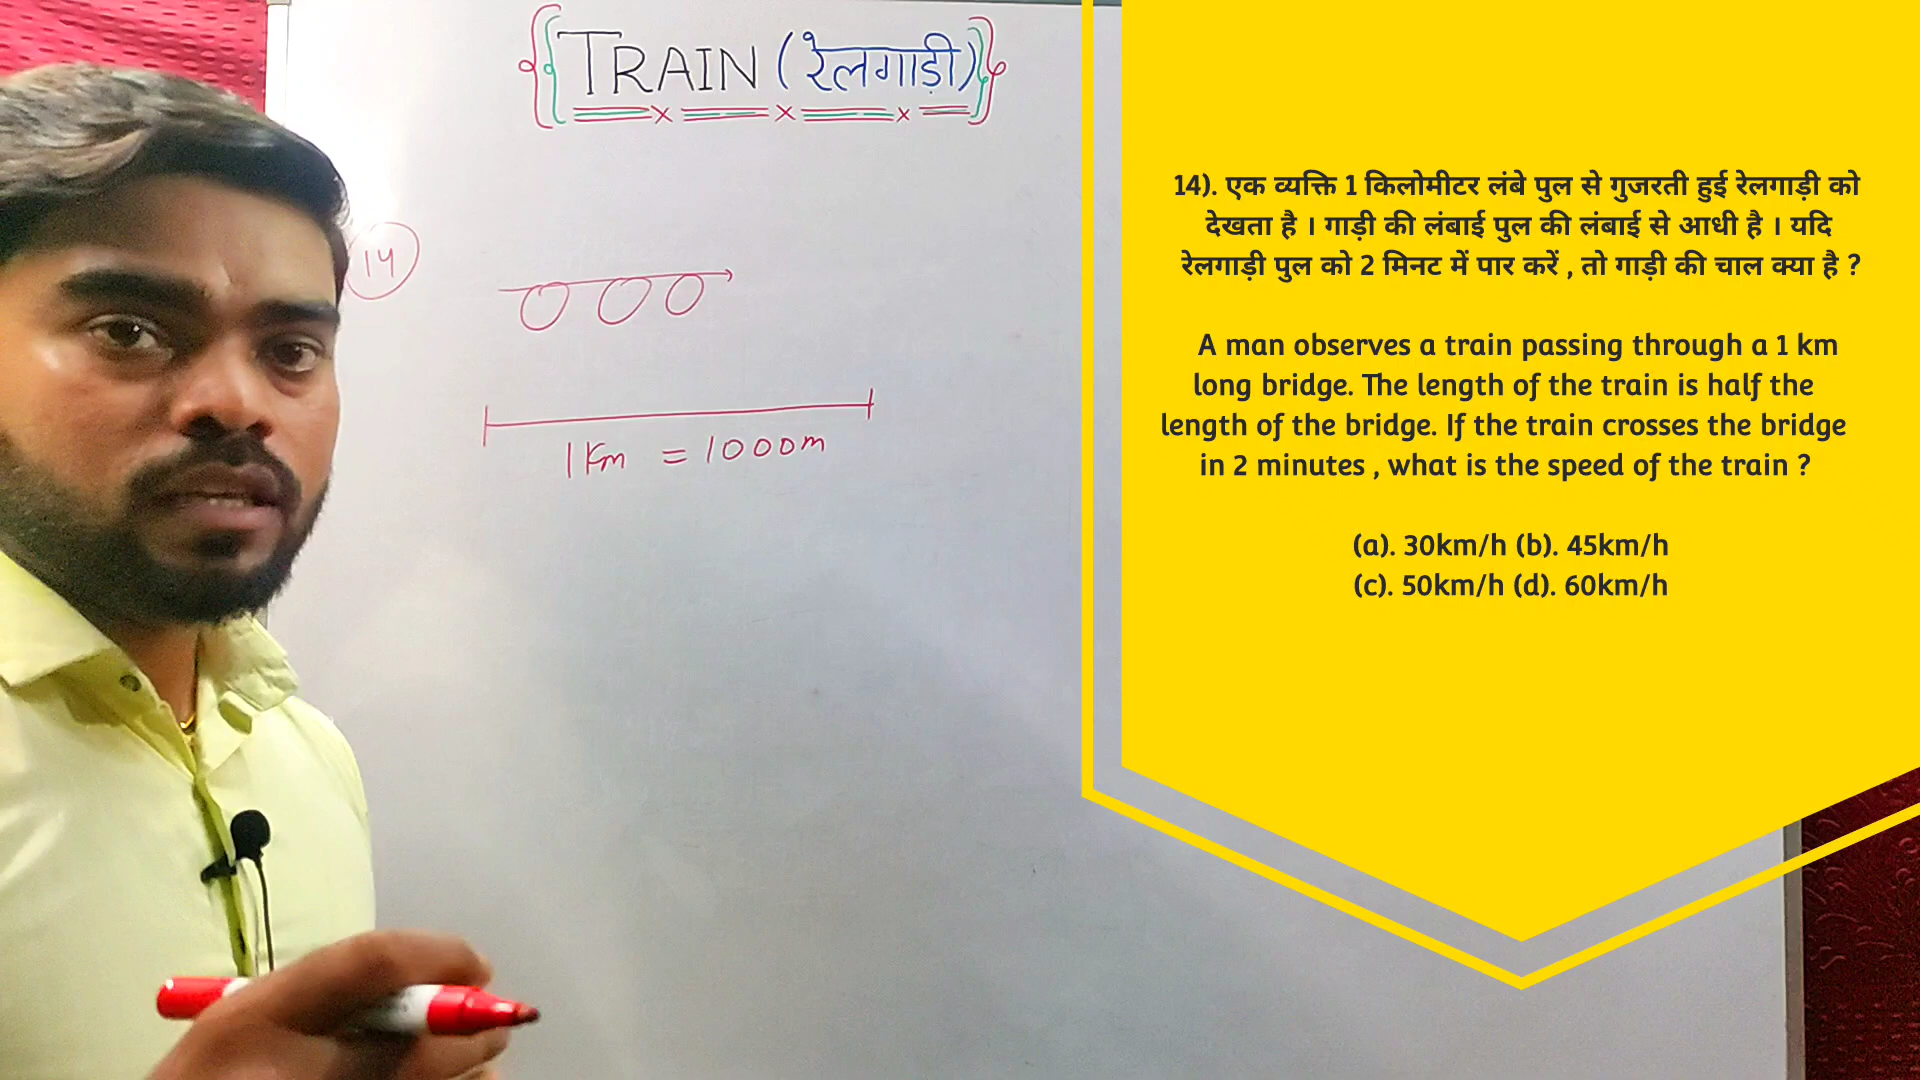 TRAIN (रेलगाड़ी)
14
1 Km = 1000m
14). एक व्यक्ति 1 किलोमीटर लंबे पुल से गुजरती हुई रेलगाड़ी को
देखता है । गाड़ी की लंबाई पुल की लंबाई से आधी है । यदि
रेलगाड़ी पुल को 2 मिनट में पार करें , तो गाड़ी की चाल क्या है ?
A man observes a train passing through a 1 km
long bridge. The length of the train is half the
length of the bridge. If the train crosses the bridge
in 2 minutes , what is the speed of the train ?
(a). 30km/h (b). 45km/h
(c). 50km/h (d). 60km/h